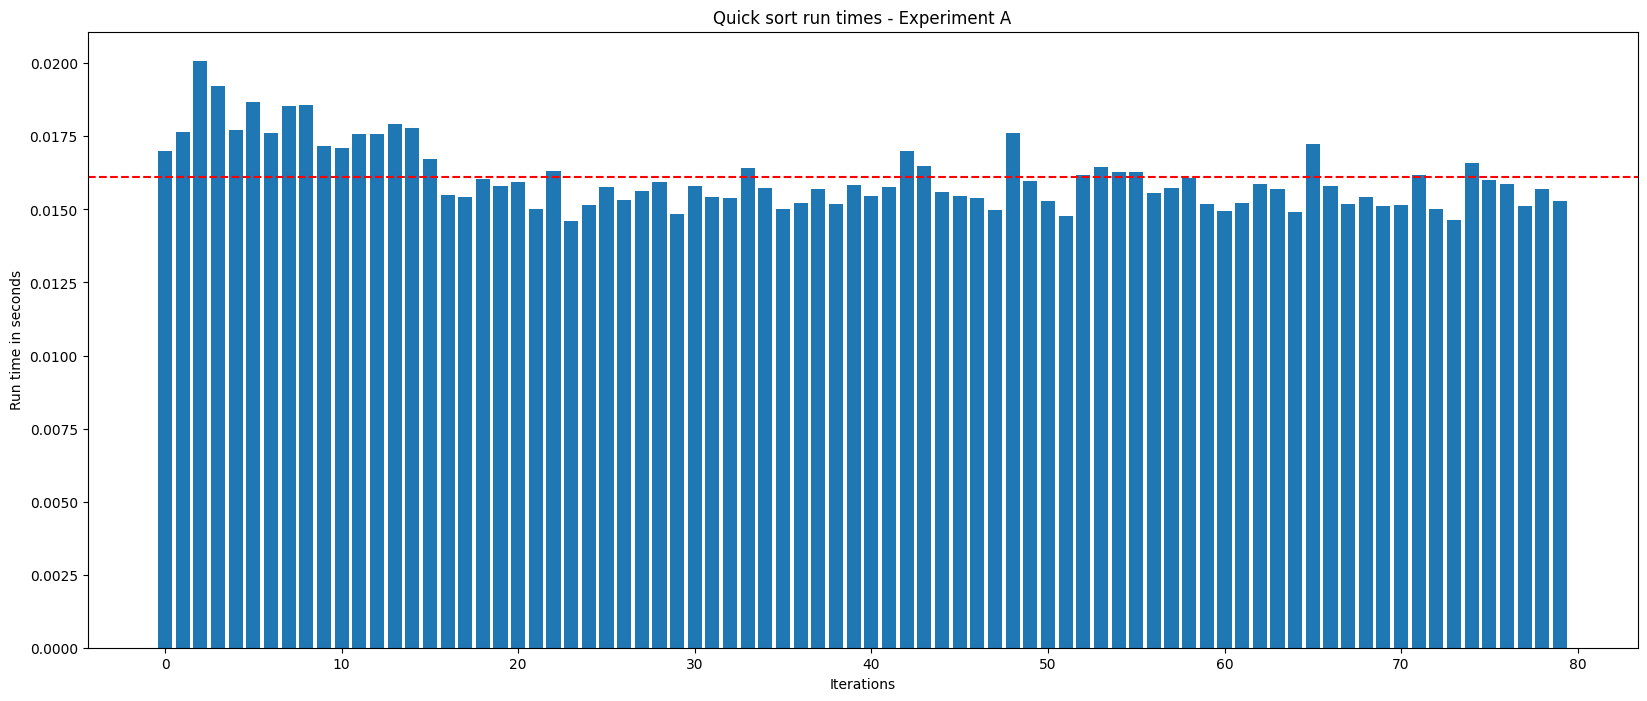 Quick sort run times - Experiment A
0.0200
0.0175
0.0150
0.0125
0.0100
0.0075
0.0050
0.0025
0.0000
Run time in seconds
0 10 20 30 40 50 60 70 80
Iterations